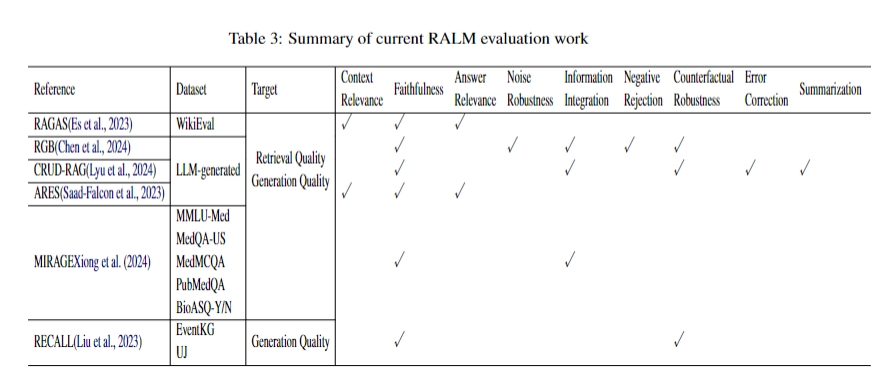 Table 3: Summary of current RALM evaluation work
Reference Dataset Target Context Relevance Faithfulness Answer Relevance Noise Robustness Information Integration Negative Rejection Counterfactual Robustness Error Correction Summarization
RAGAS(Es et al., 2023) WikiEval Retrieval Quality Generation Quality ✓ ✓ ✓
RGB(Chen et al., 2024) LLM-generated ✓ ✓ ✓ ✓ ✓
CRUD-RAG(Lyu et al., 2024) ✓ ✓ ✓ ✓ ✓
ARES(Saad-Falcon et al., 2023) ✓ ✓ ✓
MIRAGEXiong et al. (2024) MMLU-Med
MedQA-US
MedMCQA ✓ ✓
PubMedQA
BioASQ-Y/N
RECALL(Liu et al., 2023) EventKG
UJ Generation Quality ✓ ✓